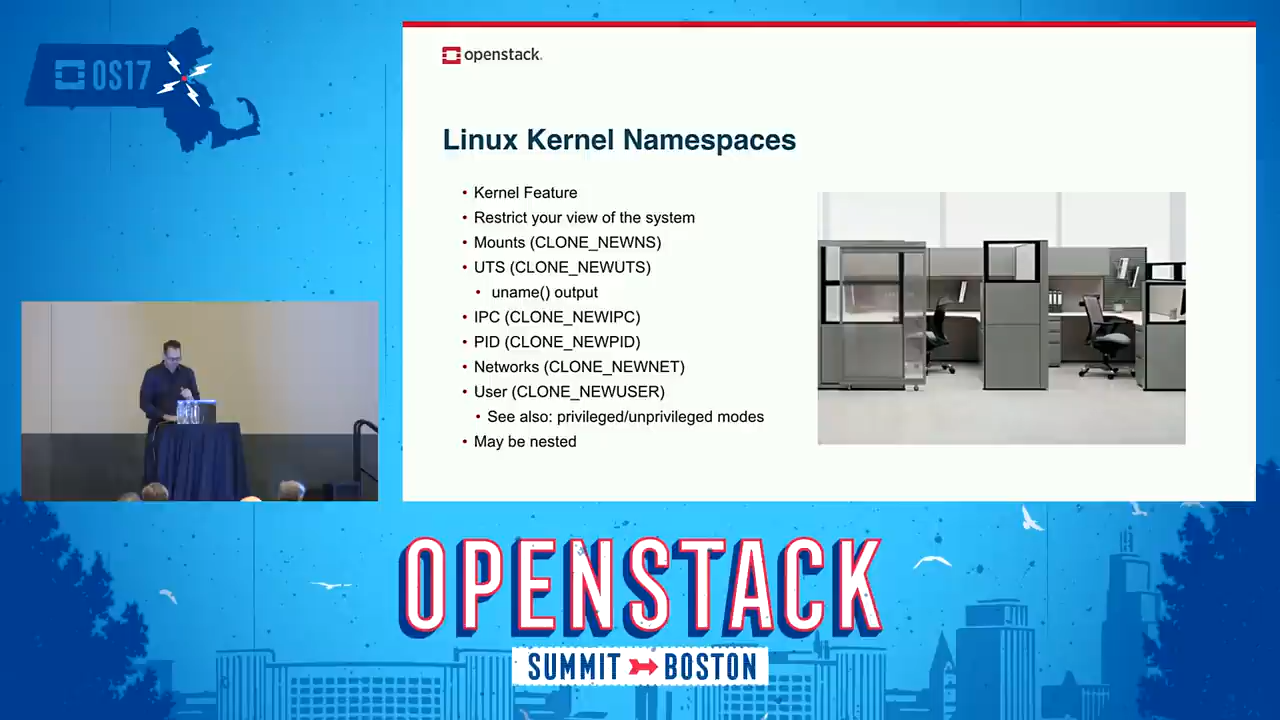 OS17
openstack.
Linux Kernel Namespaces
• Kernel Feature
• Restrict your view of the system
• Mounts (CLONE_NEWNS)
• UTS (CLONE_NEWUTS)
• uname() output
• IPC (CLONE_NEWIPC)
• PID (CLONE_NEWPID)
• Networks (CLONE_NEWNET)
• User (CLONE_NEWUSER)
• See also: privileged/unprivileged modes
• May be nested
OPENSTACK
SUMMIT BOSTON